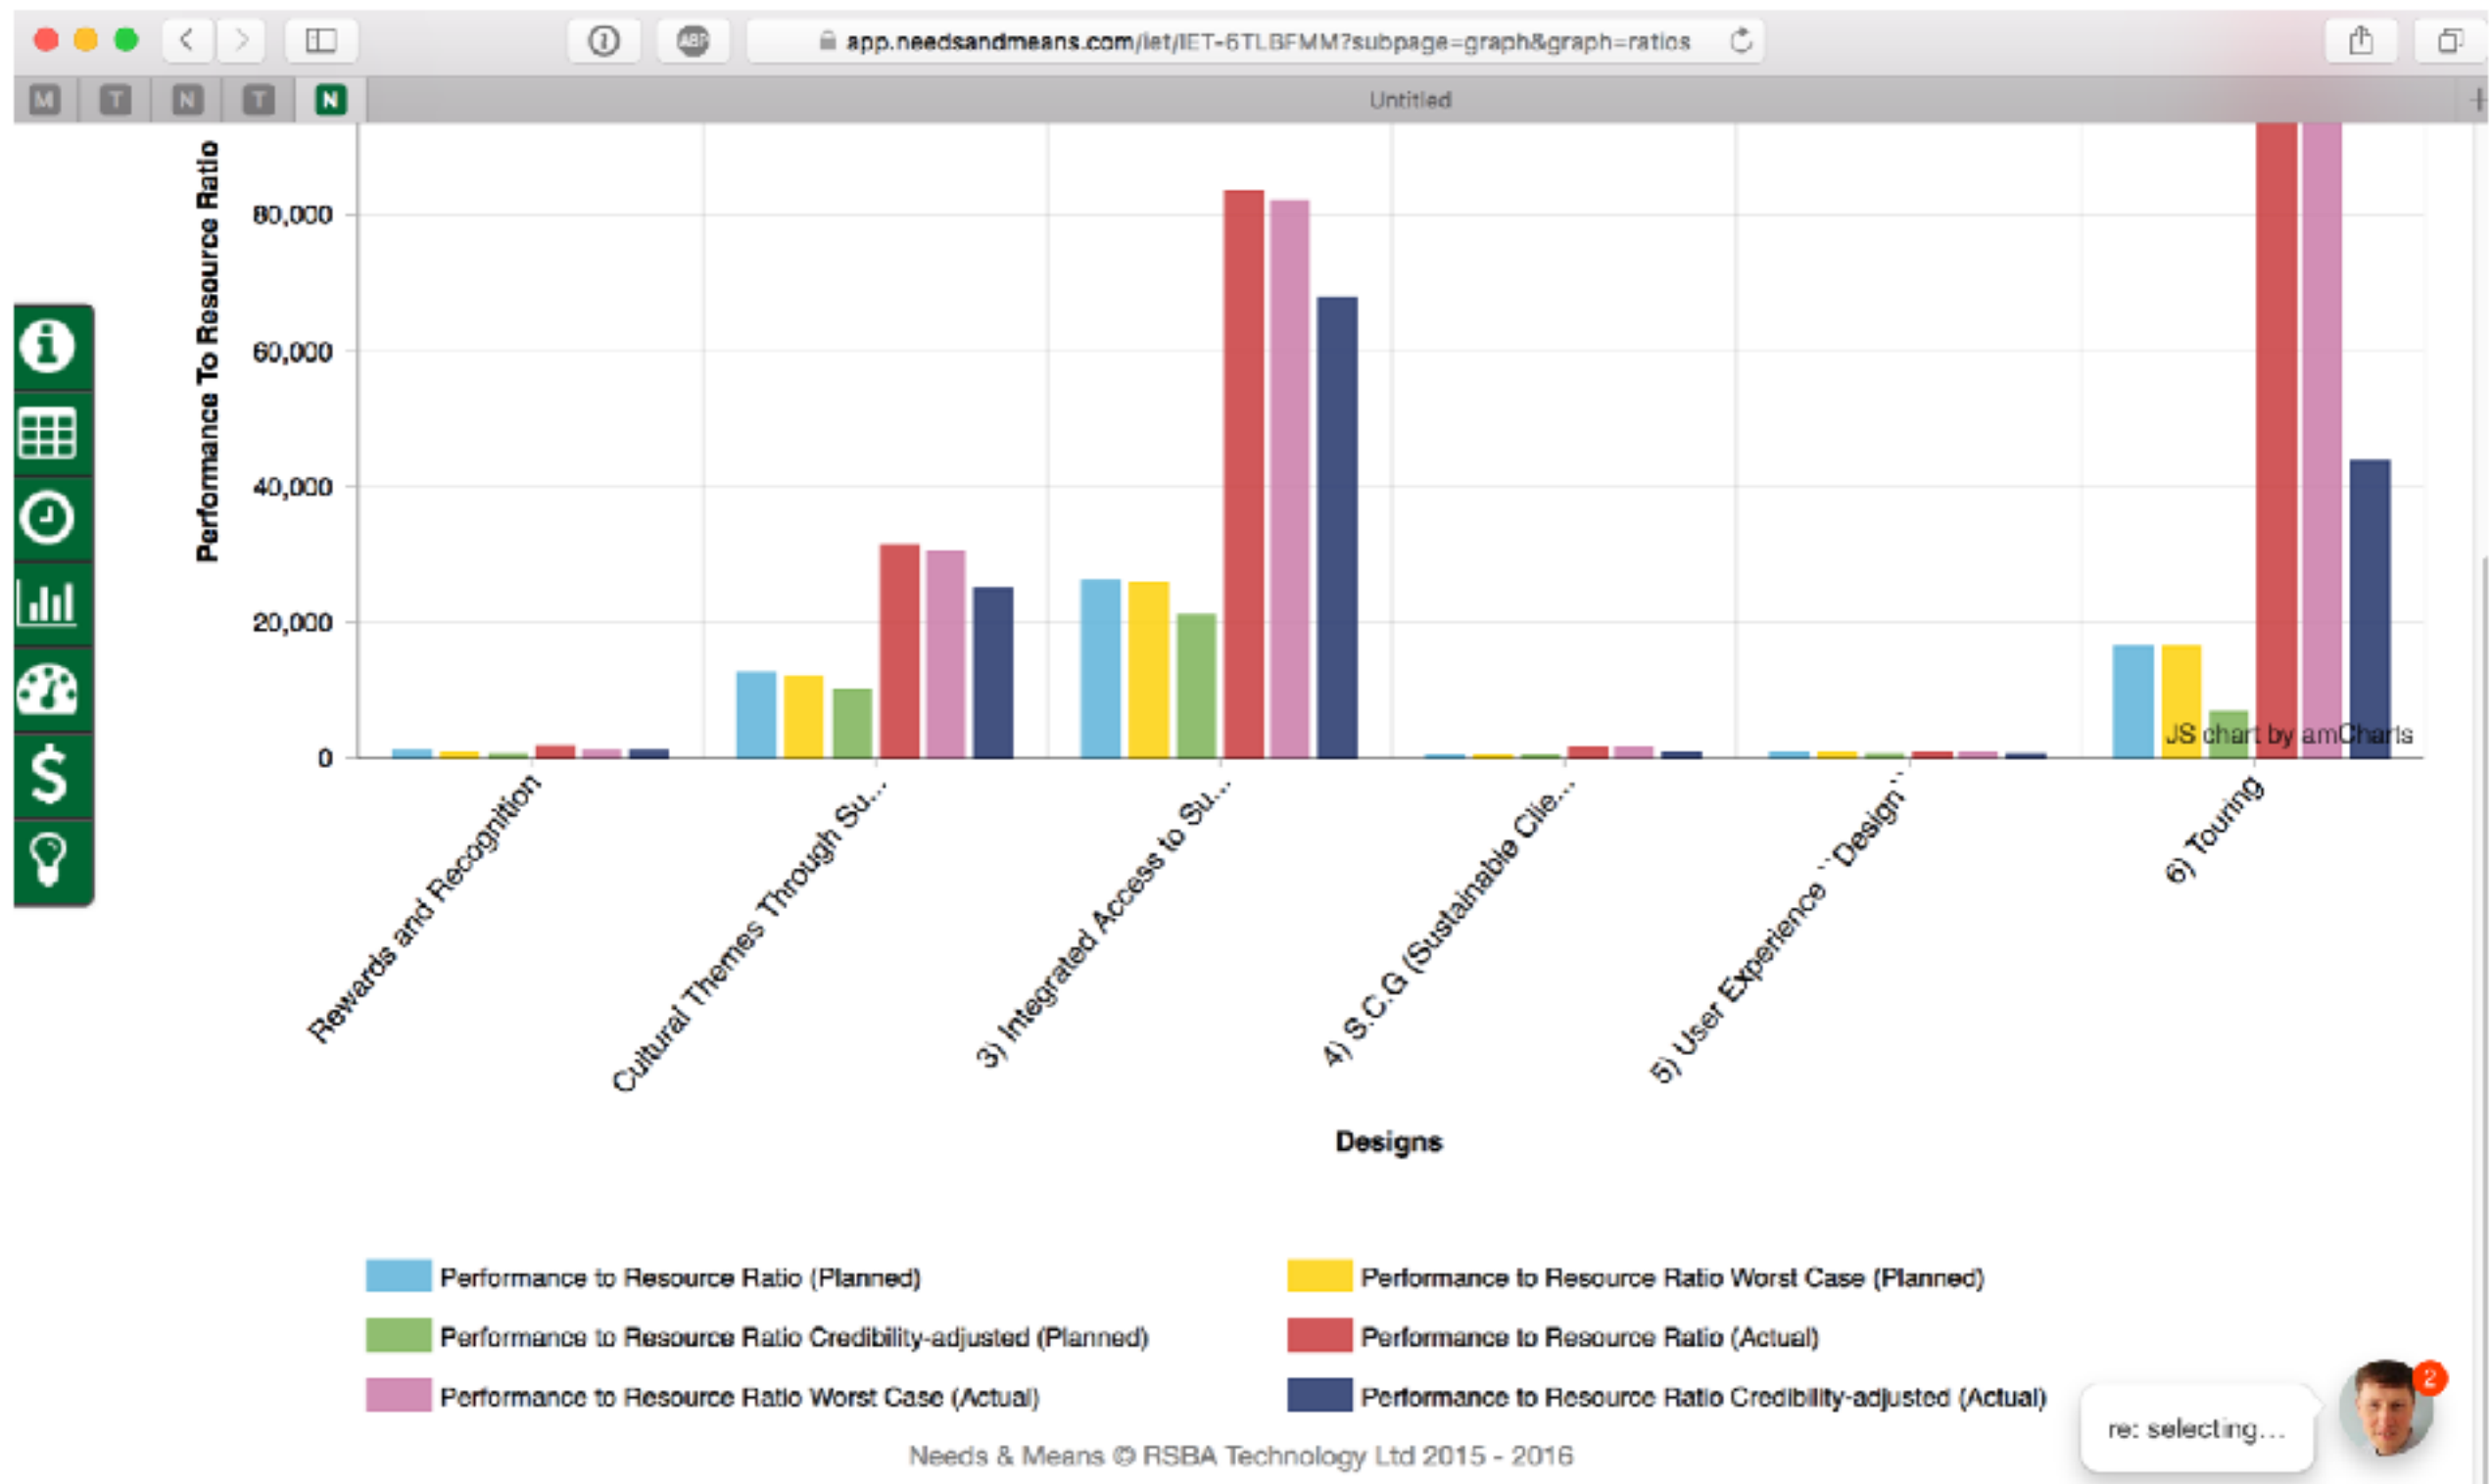 ABP
app.needsandmeans.com/iet/IET-6TLBFMM?subpage=graph&graph=ratios
M T N T N
Untitled
+
Performance To Resource Ratio
80,000
60,000
40,000
20,000
0
JS chart by amCharts
Rewards and Recognition
Cultural Themes Through Su...
3) Integrated Access to Su...
4) S.C.G (Sustainable Clie...
5) User Experience ``Design``
6) Touring
Designs
Performance to Resource Ratio (Planned)
Performance to Resource Ratio Worst Case (Planned)
Performance to Resource Ratio Credibility-adjusted (Planned)
Performance to Resource Ratio (Actual)
Performance to Resource Ratio Worst Case (Actual)
Performance to Resource Ratio Credibility-adjusted (Actual)
2
re: selecting...
Needs & Means © RSBA Technology Ltd 2015 - 2016